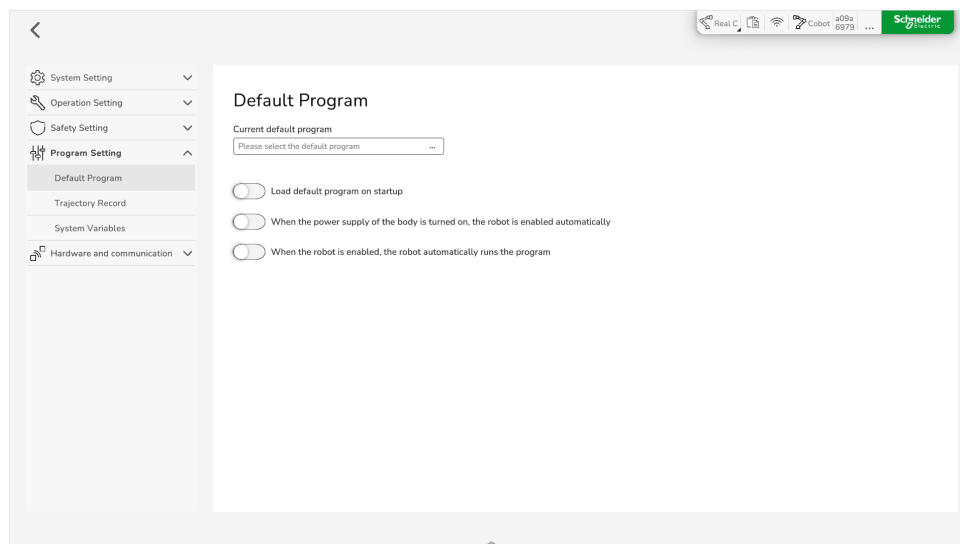 Real C
Cobot
a09a
6979
...
Schneider
Electric
System Setting
Operation Setting
Safety Setting
Program Setting
Default Program
Trajectory Record
System Variables
Hardware and communication
Default Program
Current default program
Please select the default program
...
Load default program on startup
When the power supply of the body is turned on, the robot is enabled automatically
When the robot is enabled, the robot automatically runs the program